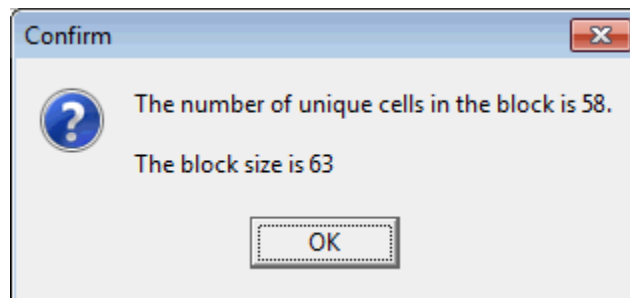 Confirm
The number of unique cells in the block is 58.
The block size is 63
OK